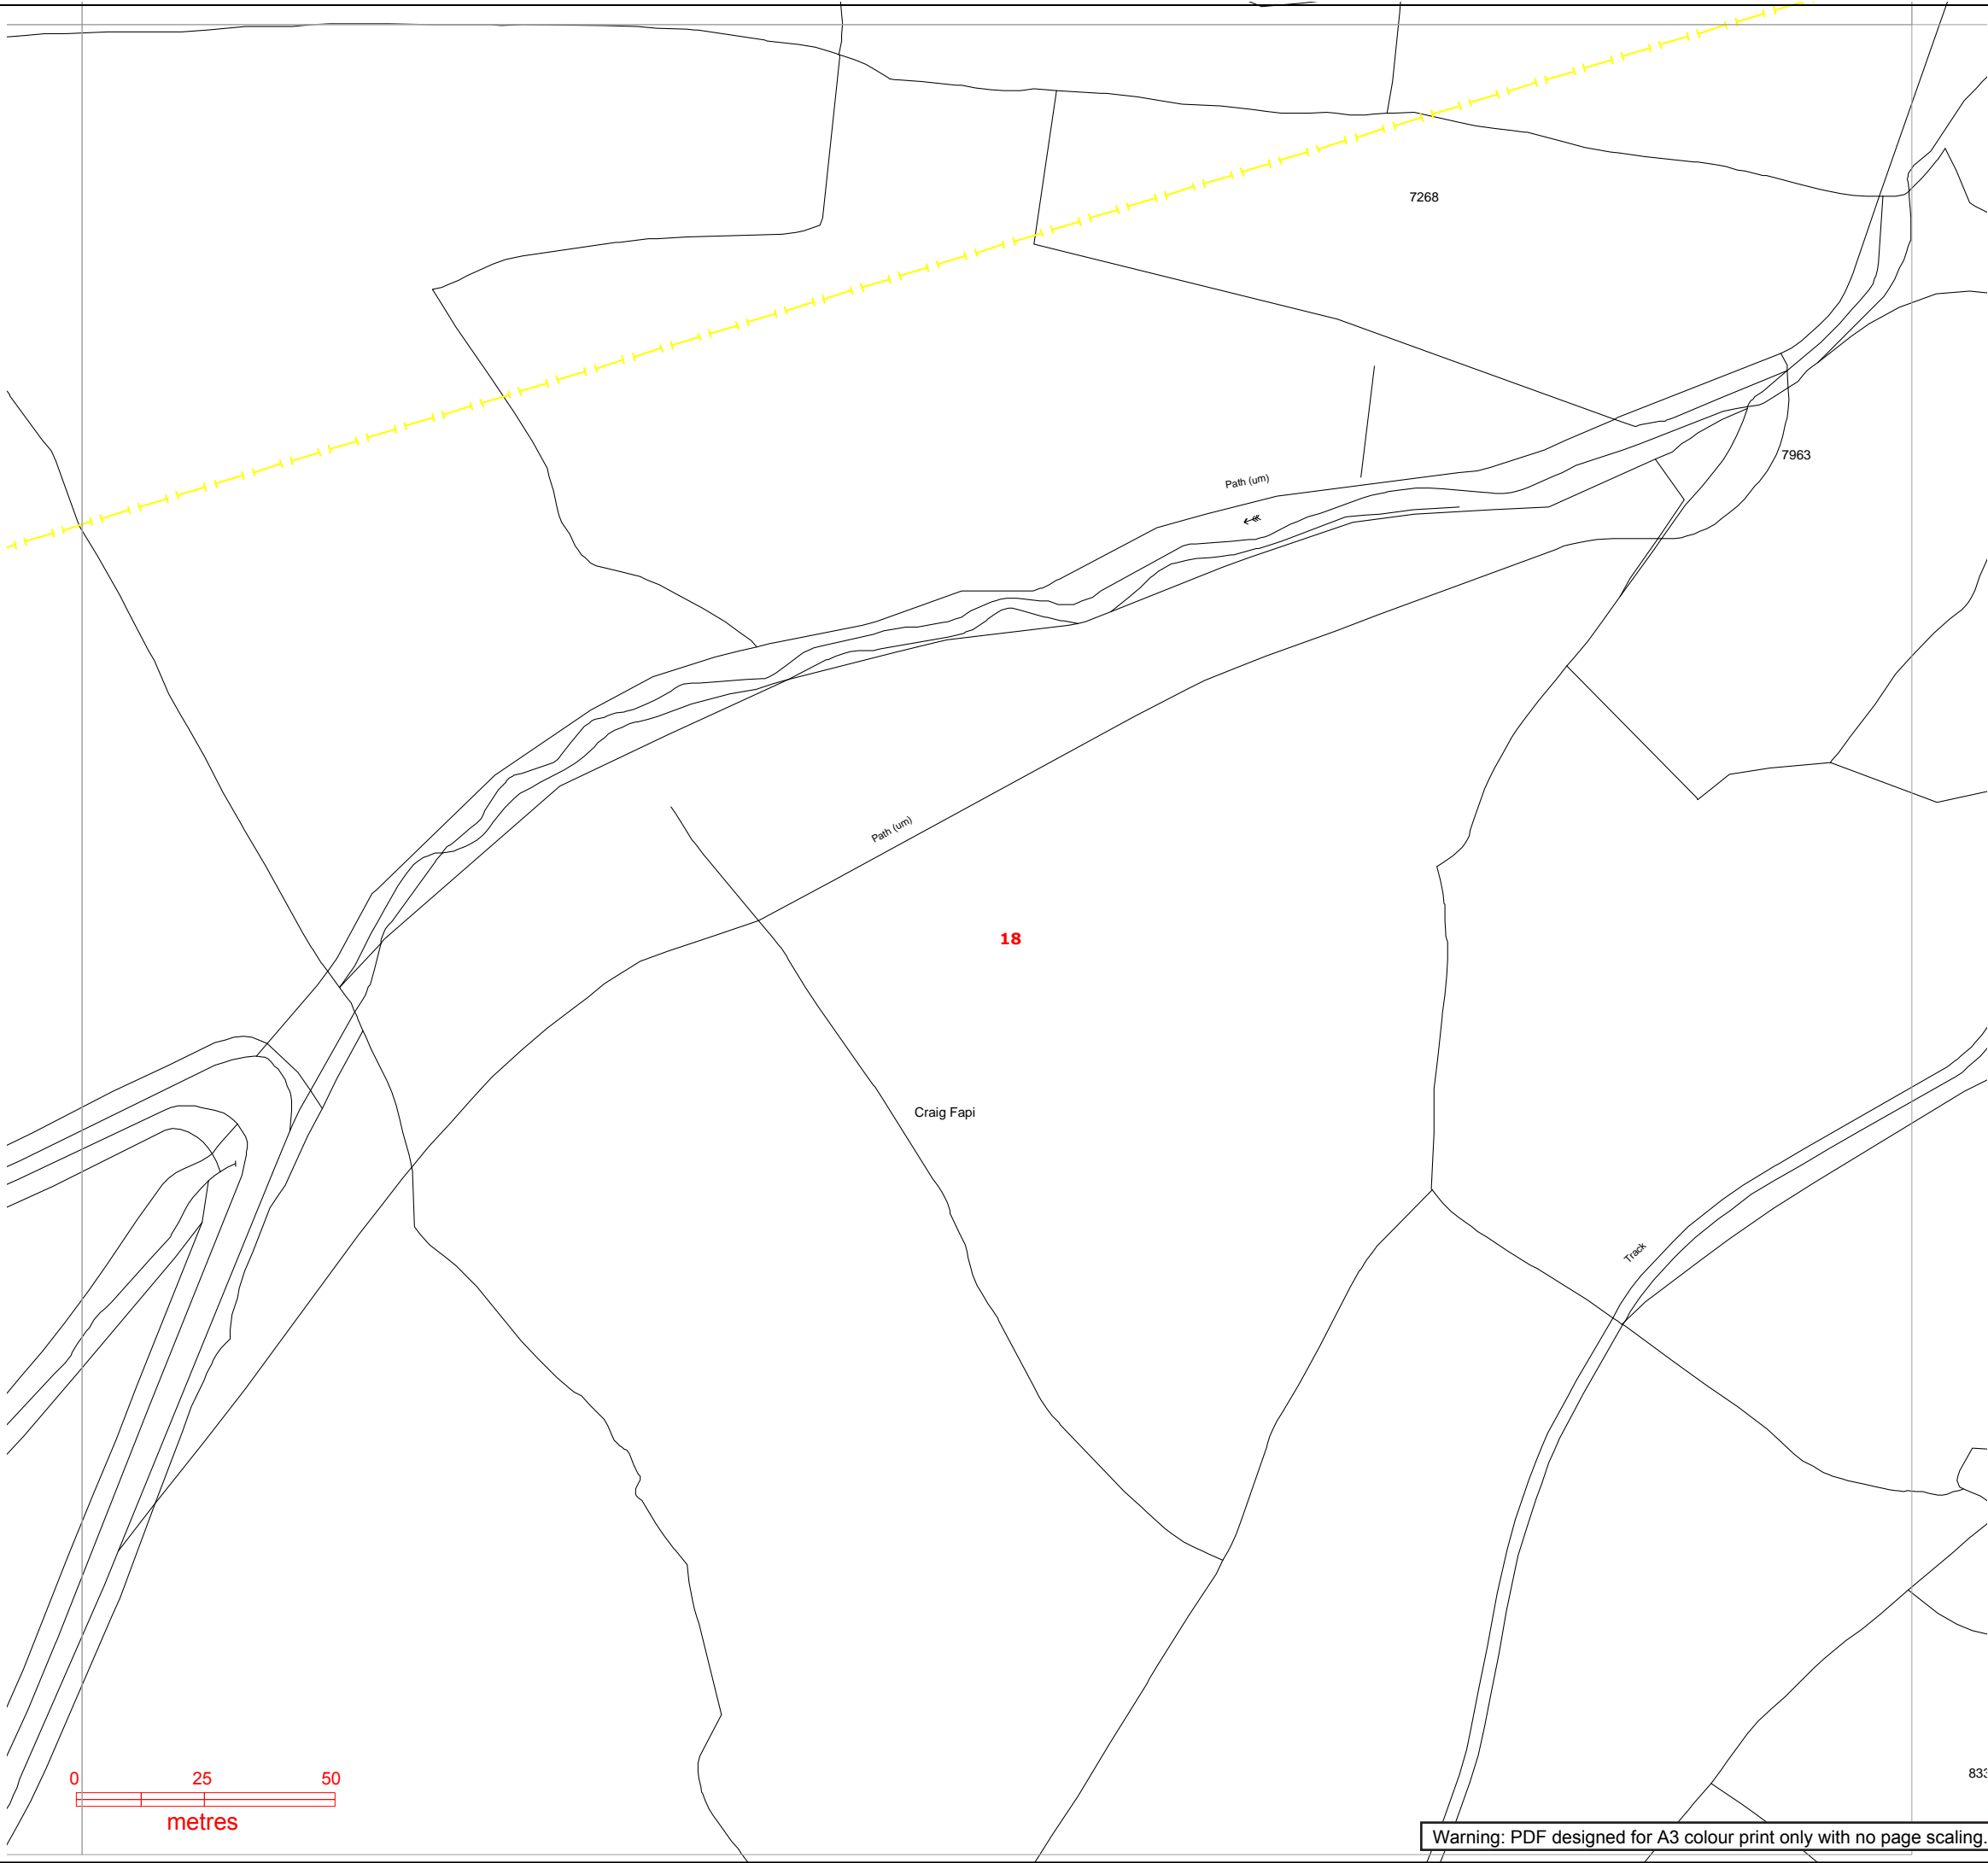 7268
7963
Path (um)
Path (um)
18
Craig Fapi
Track
833
0 25 50
metres
Warning: PDF designed for A3 colour print only with no page scaling.